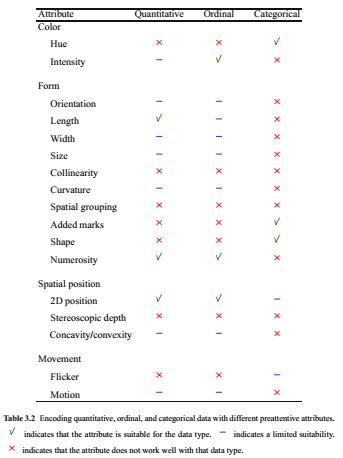 Attribute Quantitative Ordinal Categorical
Color
Hue × × √
Intensity – √ ×
Form
Orientation – – ×
Length √ – ×
Width – – ×
Size – – ×
Collinearity × × ×
Curvature – – ×
Spatial grouping × × ×
Added marks × × √
Shape × × √
Numerosity √ √ ×
Spatial position
2D position √ √ –
Stereoscopic depth × × ×
Concavity/convexity – – ×
Movement
Flicker × × –
Motion – – ×
Table 3.2 Encoding quantitative, ordinal, and categorical data with different preattentive attributes.
√ indicates that the attribute is suitable for the data type. – indicates a limited suitability.
× indicates that the attribute does not work well with that data type.